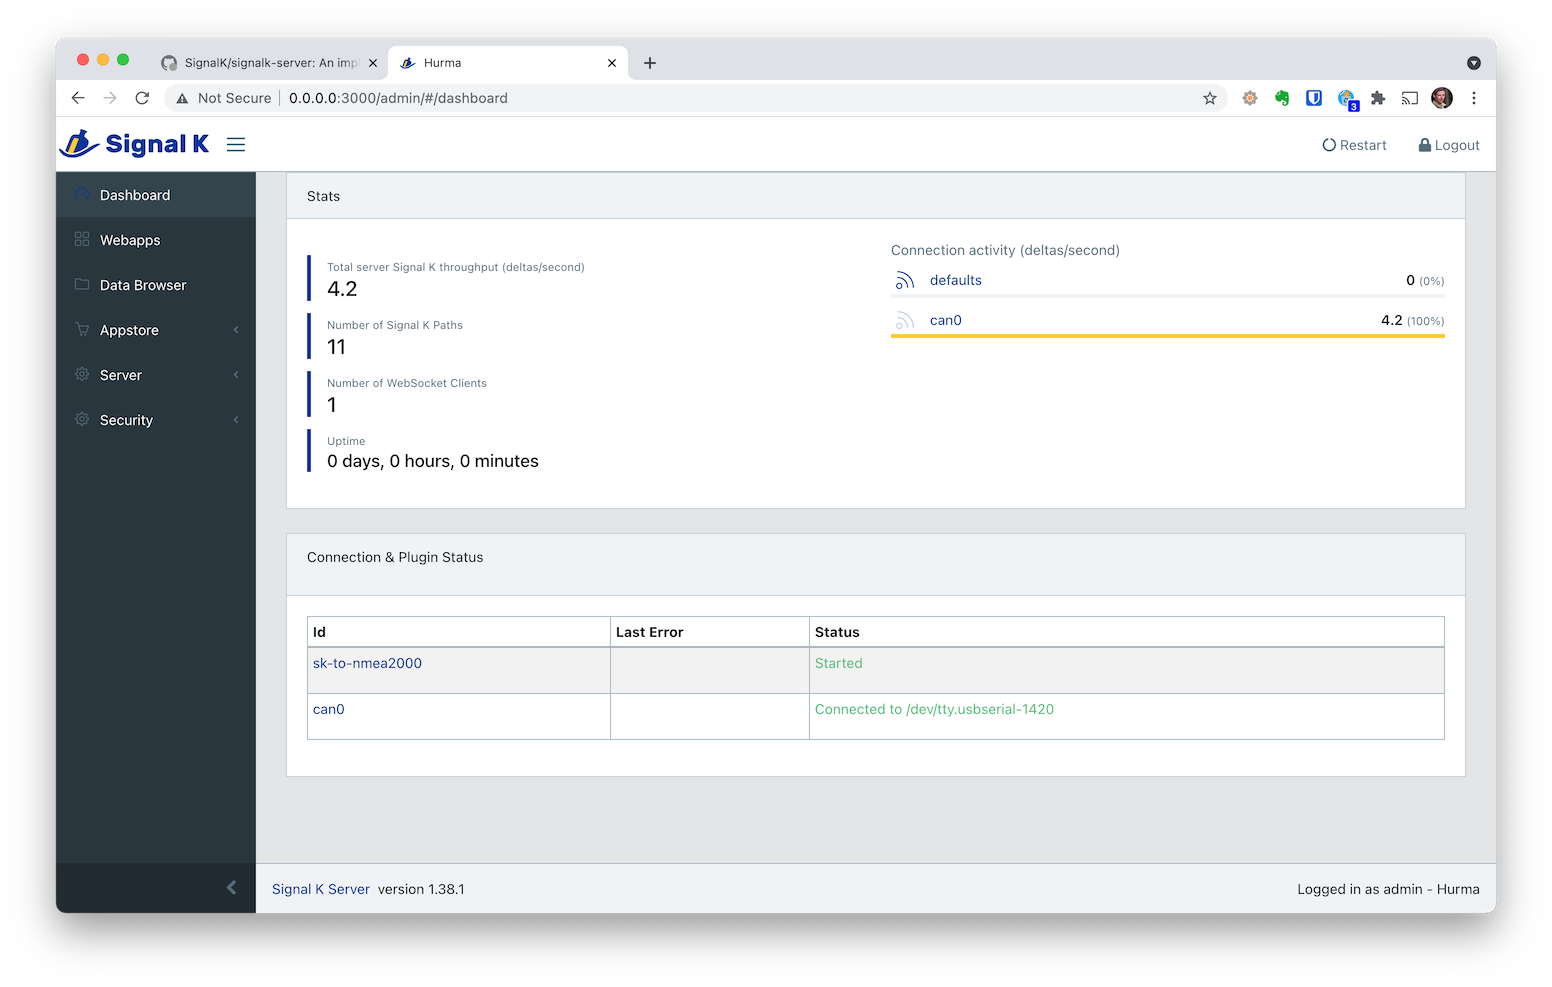 SignalK/signalk-server: An imp
Hurma
Not Secure
0.0.0.0:3000/admin/#/dashboard
3
Signal K
Restart
Logout
Dashboard
Webapps
Data Browser
Appstore
Server
Security
Stats
Total server Signal K throughput (deltas/second)
4.2
Number of Signal K Paths
11
Number of WebSocket Clients
1
Uptime
0 days, 0 hours, 0 minutes
Connection activity (deltas/second)
defaults 0 (0%)
can0 4.2 (100%)
Connection & Plugin Status
Id Last Error Status
sk-to-nmea2000 Started
can0 Connected to /dev/tty.usbserial-1420
Signal K Server version 1.38.1
Logged in as admin - Hurma